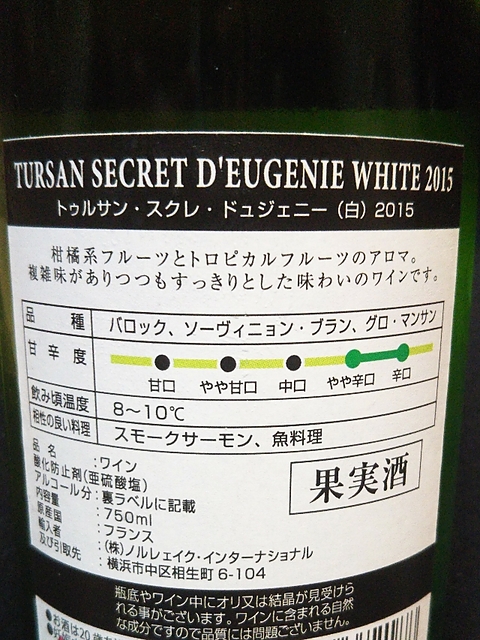 TURSAN SECRET D'EUGENIE WHITE 2015
トゥルサン・スクレ・ドュジェニー（白）2015
柑橘系フルーツとトロピカルフルーツのアロマ。
複雑味がありつつもすっきりとした味わいのワインです。
品 種 バロック、ソーヴィニョン・ブラン、グロ・マンサン
甘 辛 度
甘口 やや甘口 中口 やや辛口 辛口
飲み頃温度 8～10℃
相性の良い料理 スモークサーモン、魚料理
品 名 :ワイン
酸化防止剤(亜硫酸塩)
アルコール分 :裏ラベルに記載
内容量 :750ml
原産国 :フランス
輸入者 :(株)ノルレェイク・インターナショナル
及び引取先 :横浜市中区相生町 6-104
果実酒
瓶底やワイン中にオリ又は結晶が見受けら
れる事がございます。ワインに含まれる自然
な成分ですので品質には問題ございません。
●お酒は20歳